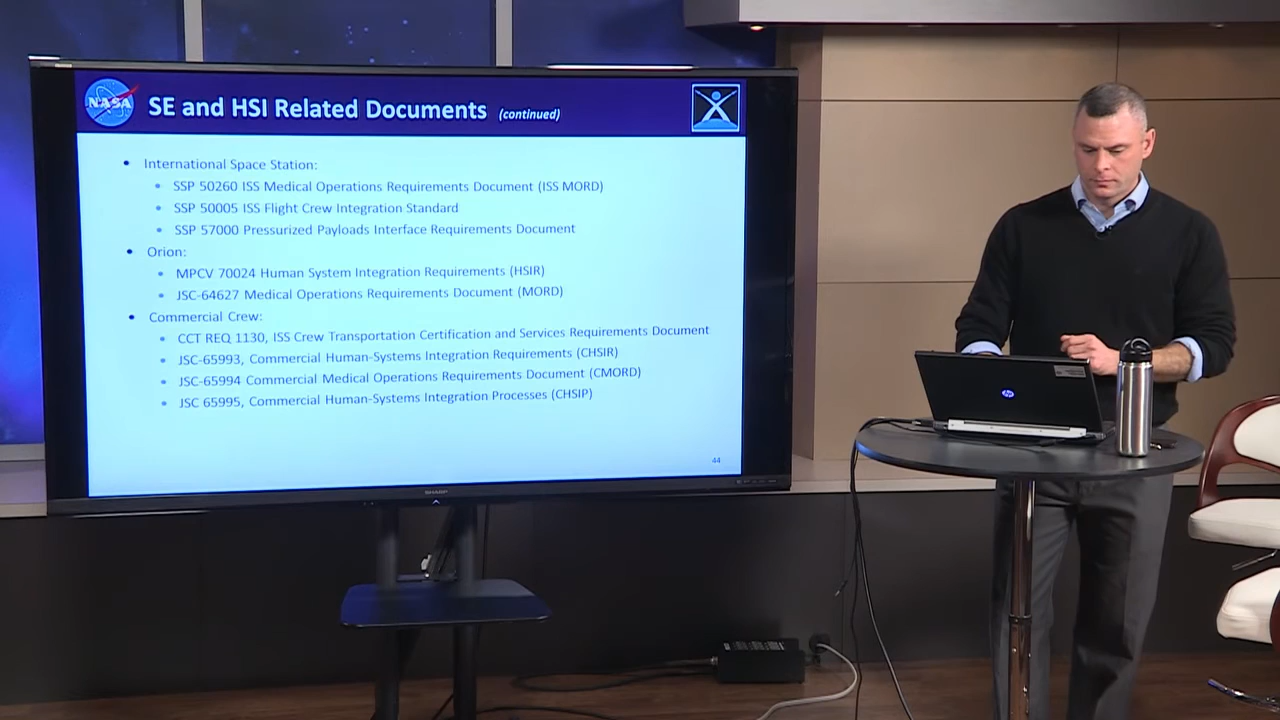 NASA
SE and HSI Related Documents (continued)
• International Space Station:
• SSP 50260 ISS Medical Operations Requirements Document (ISS MORD)
• SSP 50005 ISS Flight Crew Integration Standard
• SSP 57000 Pressurized Payloads Interface Requirements Document
• Orion:
• MPCV 70024 Human System Integration Requirements (HSIR)
• JSC-64627 Medical Operations Requirements Document (MORD)
• Commercial Crew:
• CCT REQ 1130, ISS Crew Transportation Certification and Services Requirements Document
• JSC-65993, Commercial Human-Systems Integration Requirements (CHSIR)
• JSC-65994 Commercial Medical Operations Requirements Document (CMORD)
• JSC 65995, Commercial Human-Systems Integration Processes (CHSIP)
44
SHARP
hp